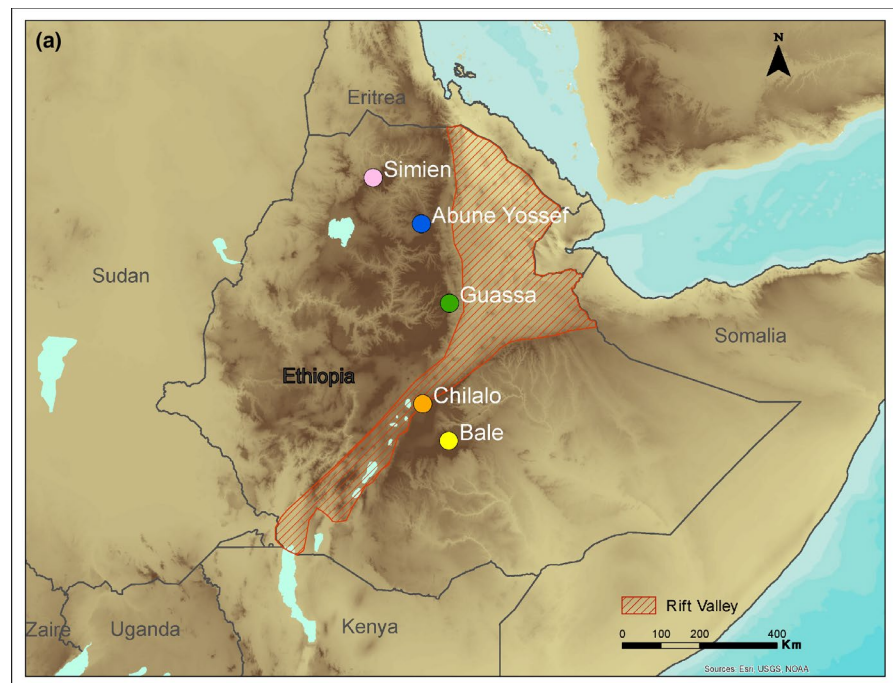 (a)
N
Eritrea
Simien
Abune Yossef
Sudan
Guassa
Somalia
Ethiopia
Chilalo
Bale
Rift Valley
Zaire
Uganda
Kenya
0 100 200 400
Km
Sources: Esri, USGS, NOAA